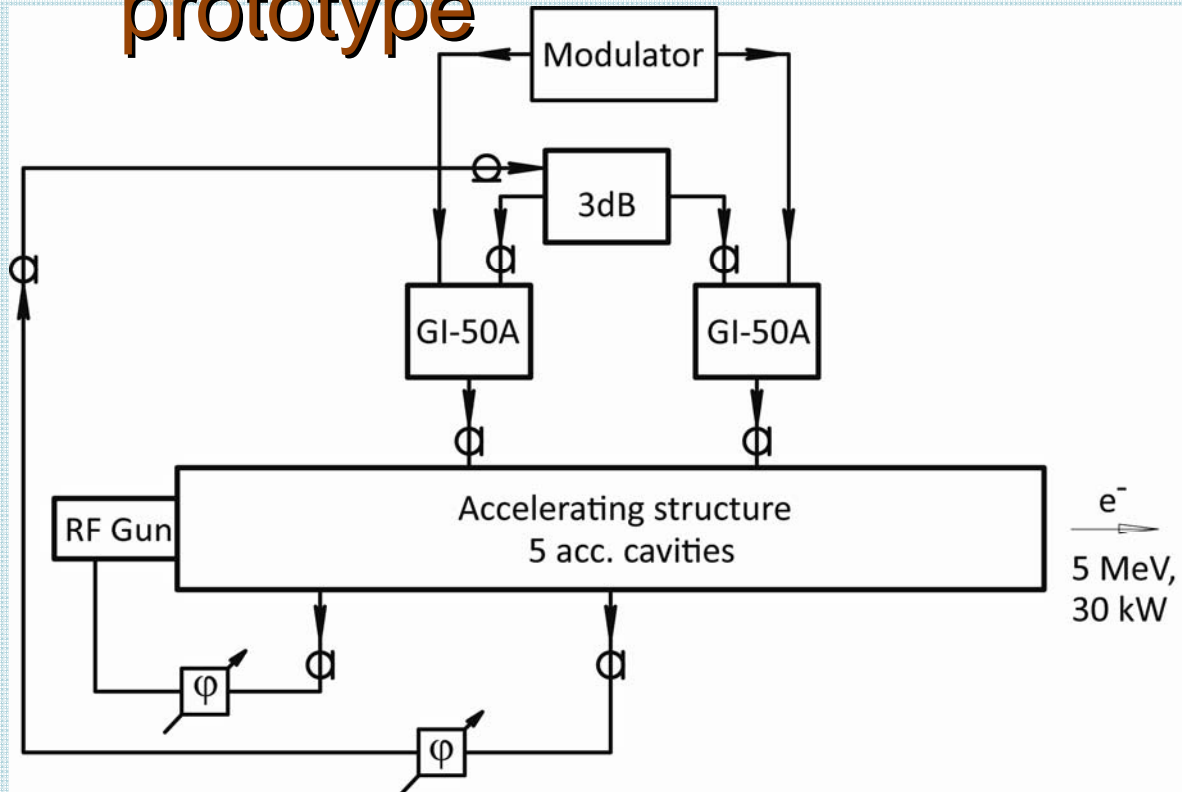 prototype
Modulator
3dB
GI-50A
GI-50A
Accelerating structure
5 acc. cavities
RF Gun
e⁻
5 MeV,
30 kW
φ
φ